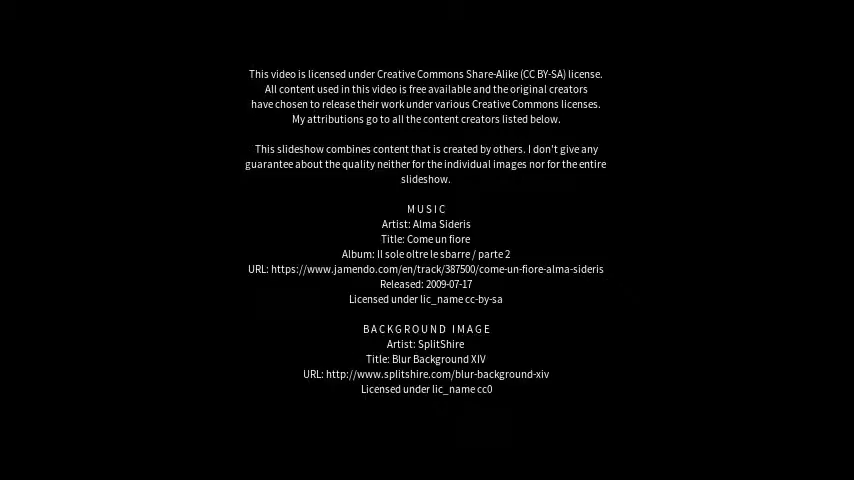 This video is licensed under Creative Commons Share-Alike (CC BY-SA) license.
All content used in this video is free available and the original creators
have chosen to release their work under various Creative Commons licenses.
My attributions go to all the content creators listed below.
This slideshow combines content that is created by others. I don't give any
guarantee about the quality neither for the individual images nor for the entire
slideshow.
MUSIC
Artist: Alma Sideris
Title: Come un fiore
Album: Il sole oltre le sbarre / parte 2
URL: https://www.jamendo.com/en/track/387500/come-un-fiore-alma-sideris
Released: 2009-07-17
Licensed under lic_name cc-by-sa
BACKGROUND IMAGE
Artist: SplitShire
Title: Blur Background XIV
URL: http://www.splitshire.com/blur-background-xiv
Licensed under lic_name cc0